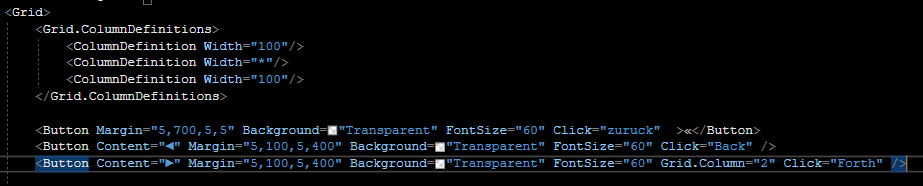 <Grid>
<Grid.ColumnDefinitions>
<ColumnDefinition Width="100"/>
<ColumnDefinition Width="*"/>
<ColumnDefinition Width="100"/>
</Grid.ColumnDefinitions>
<Button Margin="5,700,5,5" Background="Transparent" FontSize="60" Click="zuruck"  >«</Button>
<Button Content="◀" Margin="5,100,5,400" Background="Transparent" FontSize="60" Click="Back" />
<Button Content="▶" Margin="5,100,5,400" Background="Transparent" FontSize="60" Grid.Column="2" Click="Forth" />